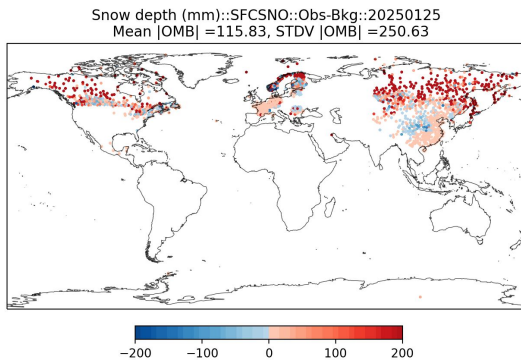 Snow depth (mm)::SFCSNO::Obs-Bkg::20250125
Mean |OMB| =115.83, STDV |OMB| =250.63
−200 −100 0 100 200